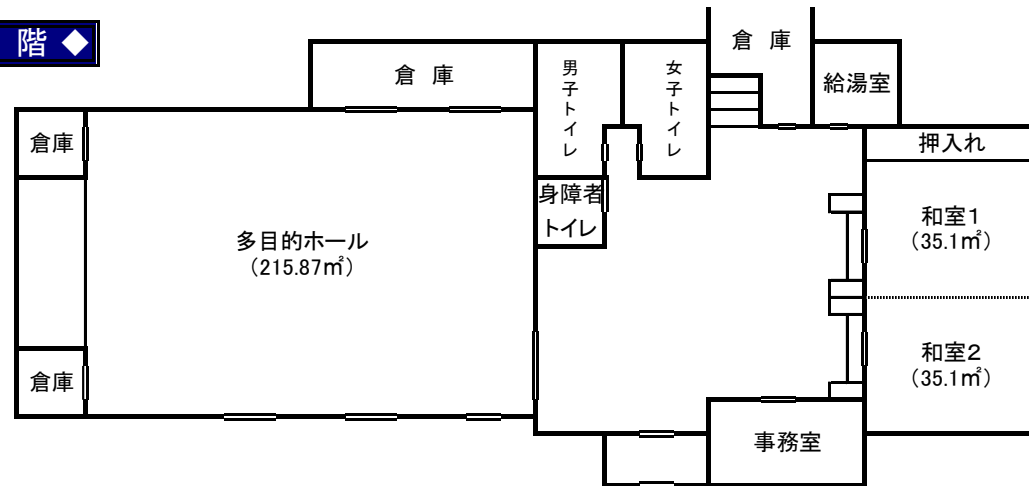 階 ◆
倉 庫
倉 庫
男子トイレ
女子トイレ
給湯室
倉庫
押入れ
身障者
トイレ
和室1
(35.1㎡)
多目的ホール
(215.87㎡)
和室2
(35.1㎡)
倉庫
事務室